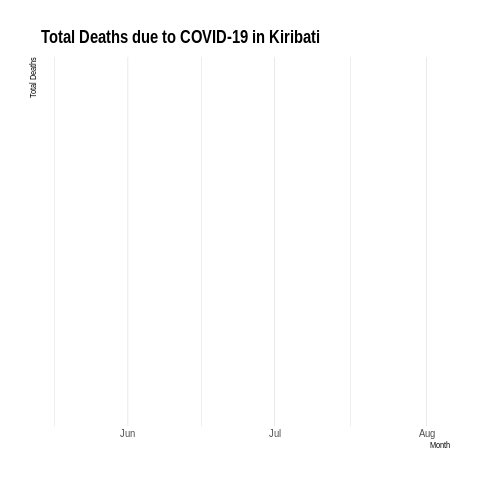 Total Deaths due to COVID-19 in Kiribati
Total Deaths
Jun Jul Aug
Month